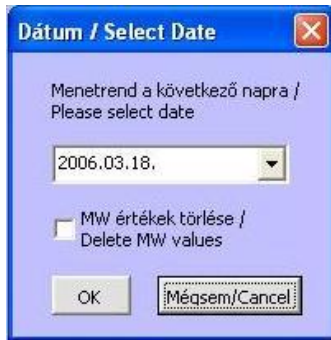 Dátum / Select Date
Menetrend a következő napra /
Please select date
2006.03.18.
MW értékek törlése /
Delete MW values
OK
Mégsem/Cancel